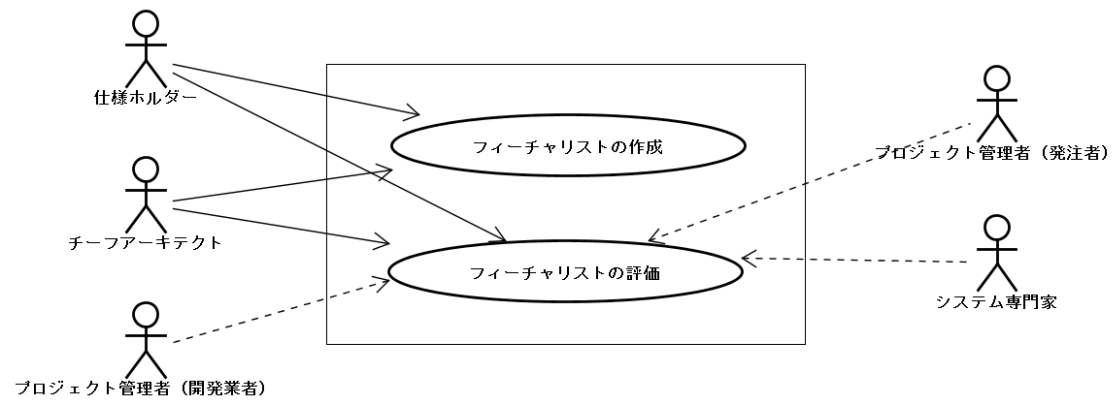 仕様ホルダー
フィーチャリストの作成
プロジェクト管理者（発注者）
チーフアーキテクト
フィーチャリストの評価
システム専門家
プロジェクト管理者（開発業者）